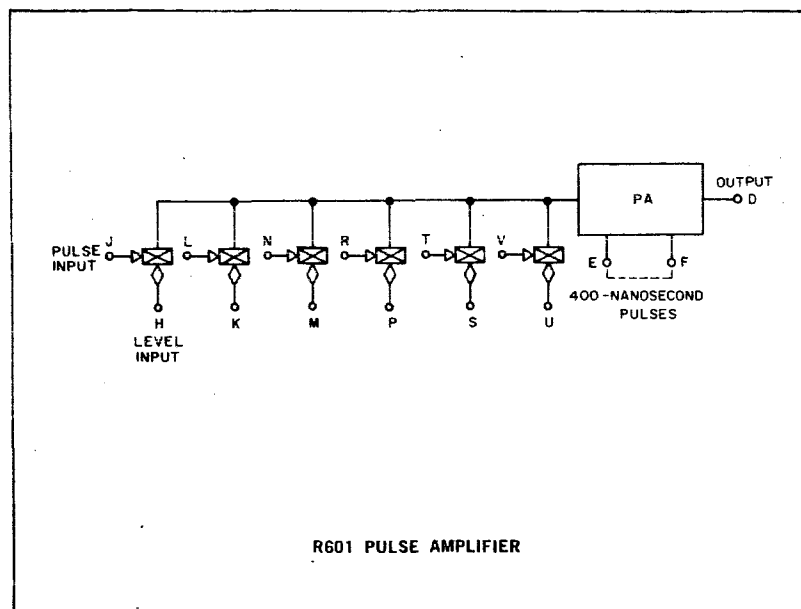 PA
OUTPUT
D
J
L
N
R
T
V
PULSE
INPUT
E
F
400-NANOSECOND
PULSES
H
K
M
P
S
U
LEVEL
INPUT
R601 PULSE AMPLIFIER